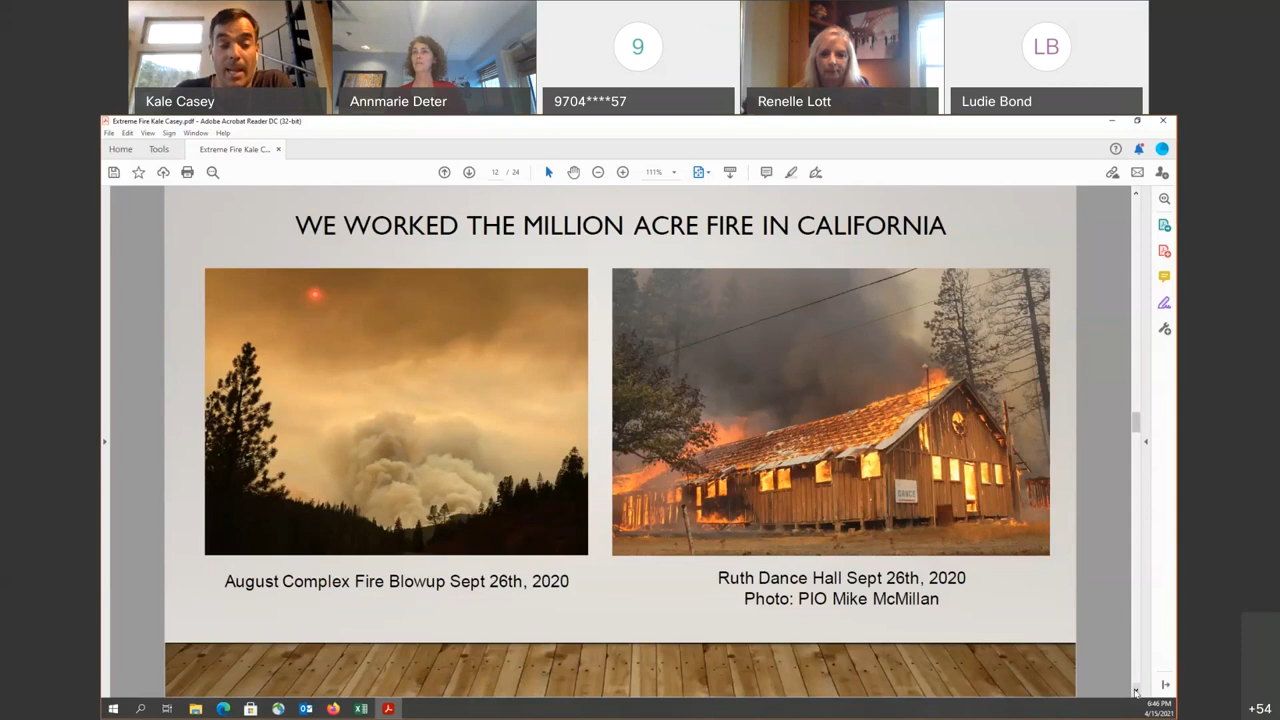 Kale Casey
Annmarie Deter
9
9704****57
Renelle Lott
LB
Ludie Bond
Extreme Fire Kale Casey.pdf - Adobe Acrobat Reader DC (32-bit)
File Edit View Sign Window Help
Home Tools Extreme Fire Kale C... ×
12 / 24 111%
WE WORKED THE MILLION ACRE FIRE IN CALIFORNIA
DANCE
August Complex Fire Blowup Sept 26th, 2020
Ruth Dance Hall Sept 26th, 2020
Photo: PIO Mike McMillan
6:46 PM
4/15/2021
+54